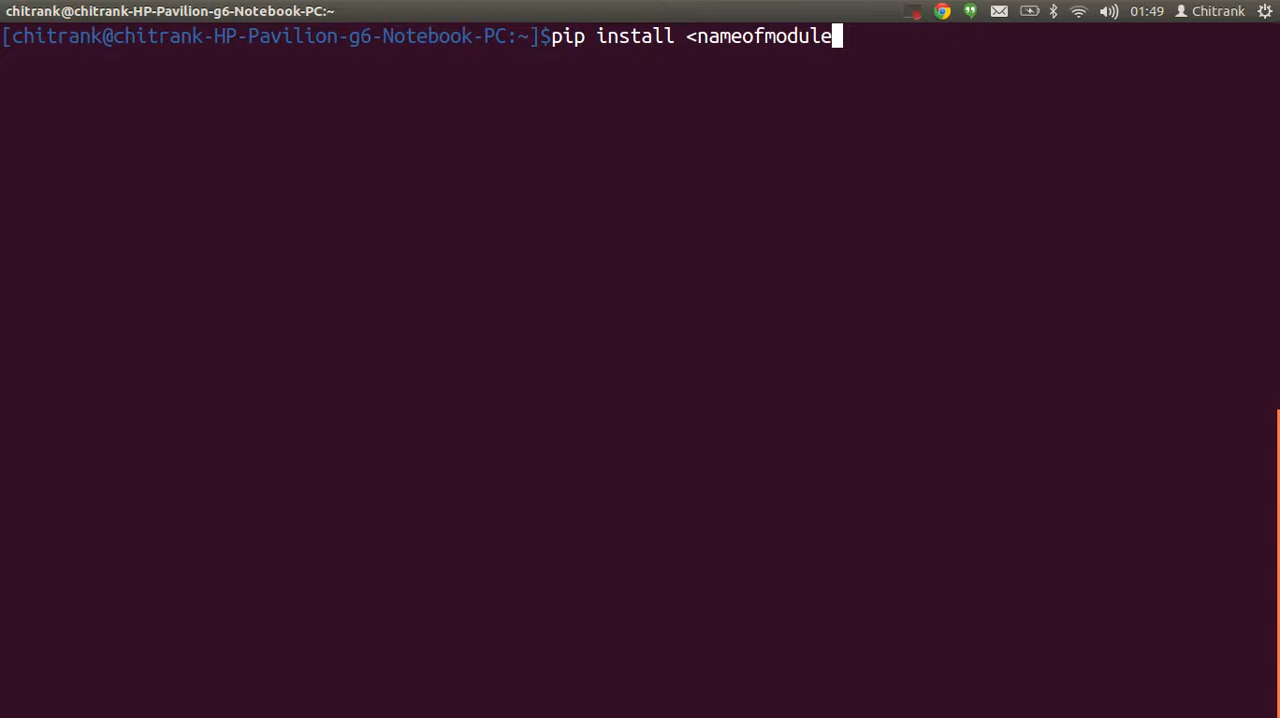 chitrank@chitrank-HP-Pavilion-g6-Notebook-PC:~ 01:49 Chitrank
[chitrank@chitrank-HP-Pavilion-g6-Notebook-PC:~]$pip install <nameofmodule